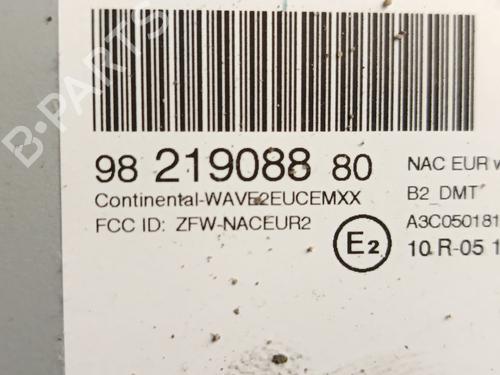 B-PARTS
98 219088 80
NAC EUR
Continental-WAVE2EUCEMXX
B2_DMT
FCC ID: ZFW-NACEUR2
A3C050181
E2
10 R-05 1